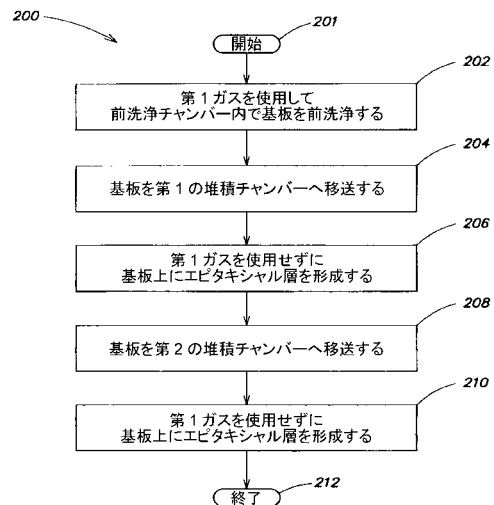 200
開始
201
202
第1ガスを使用して
前洗浄チャンバー内で基板を前洗浄する
204
基板を第1の堆積チャンバーへ移送する
206
第1ガスを使用せずに
基板上にエピタキシャル層を形成する
208
基板を第2の堆積チャンバーへ移送する
210
第1ガスを使用せずに
基板上にエピタキシャル層を形成する
212
終了